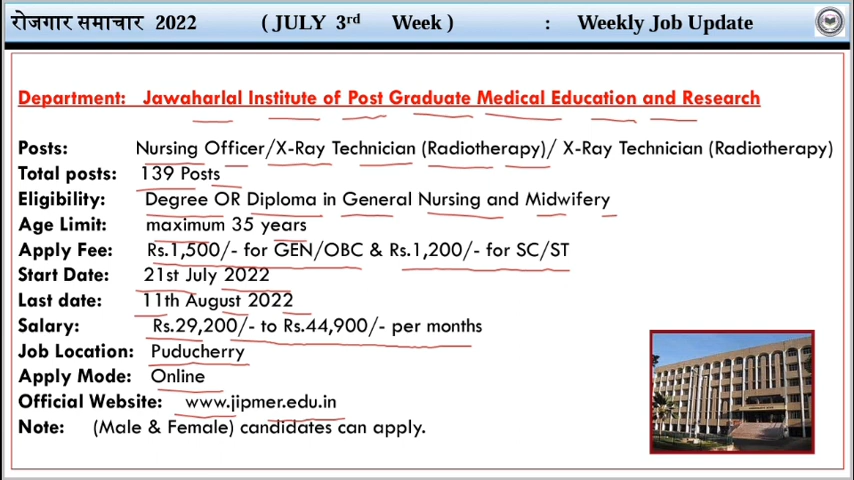 रोजगार समाचार 2022 ( JULY 3rd Week ) : Weekly Job Update
Department: Jawaharlal Institute of Post Graduate Medical Education and Research
Posts: Nursing Officer/X-Ray Technician (Radiotherapy)/ X-Ray Technician (Radiotherapy)
Total posts: 139 Posts
Eligibility: Degree OR Diploma in General Nursing and Midwifery
Age Limit: maximum 35 years
Apply Fee: Rs.1,500/- for GEN/OBC & Rs.1,200/- for SC/ST
Start Date: 21st July 2022
Last date: 11th August 2022
Salary: Rs.29,200/- to Rs.44,900/- per months
Job Location: Puducherry
Apply Mode: Online
Official Website: www.jipmer.edu.in
Note: (Male & Female) candidates can apply.